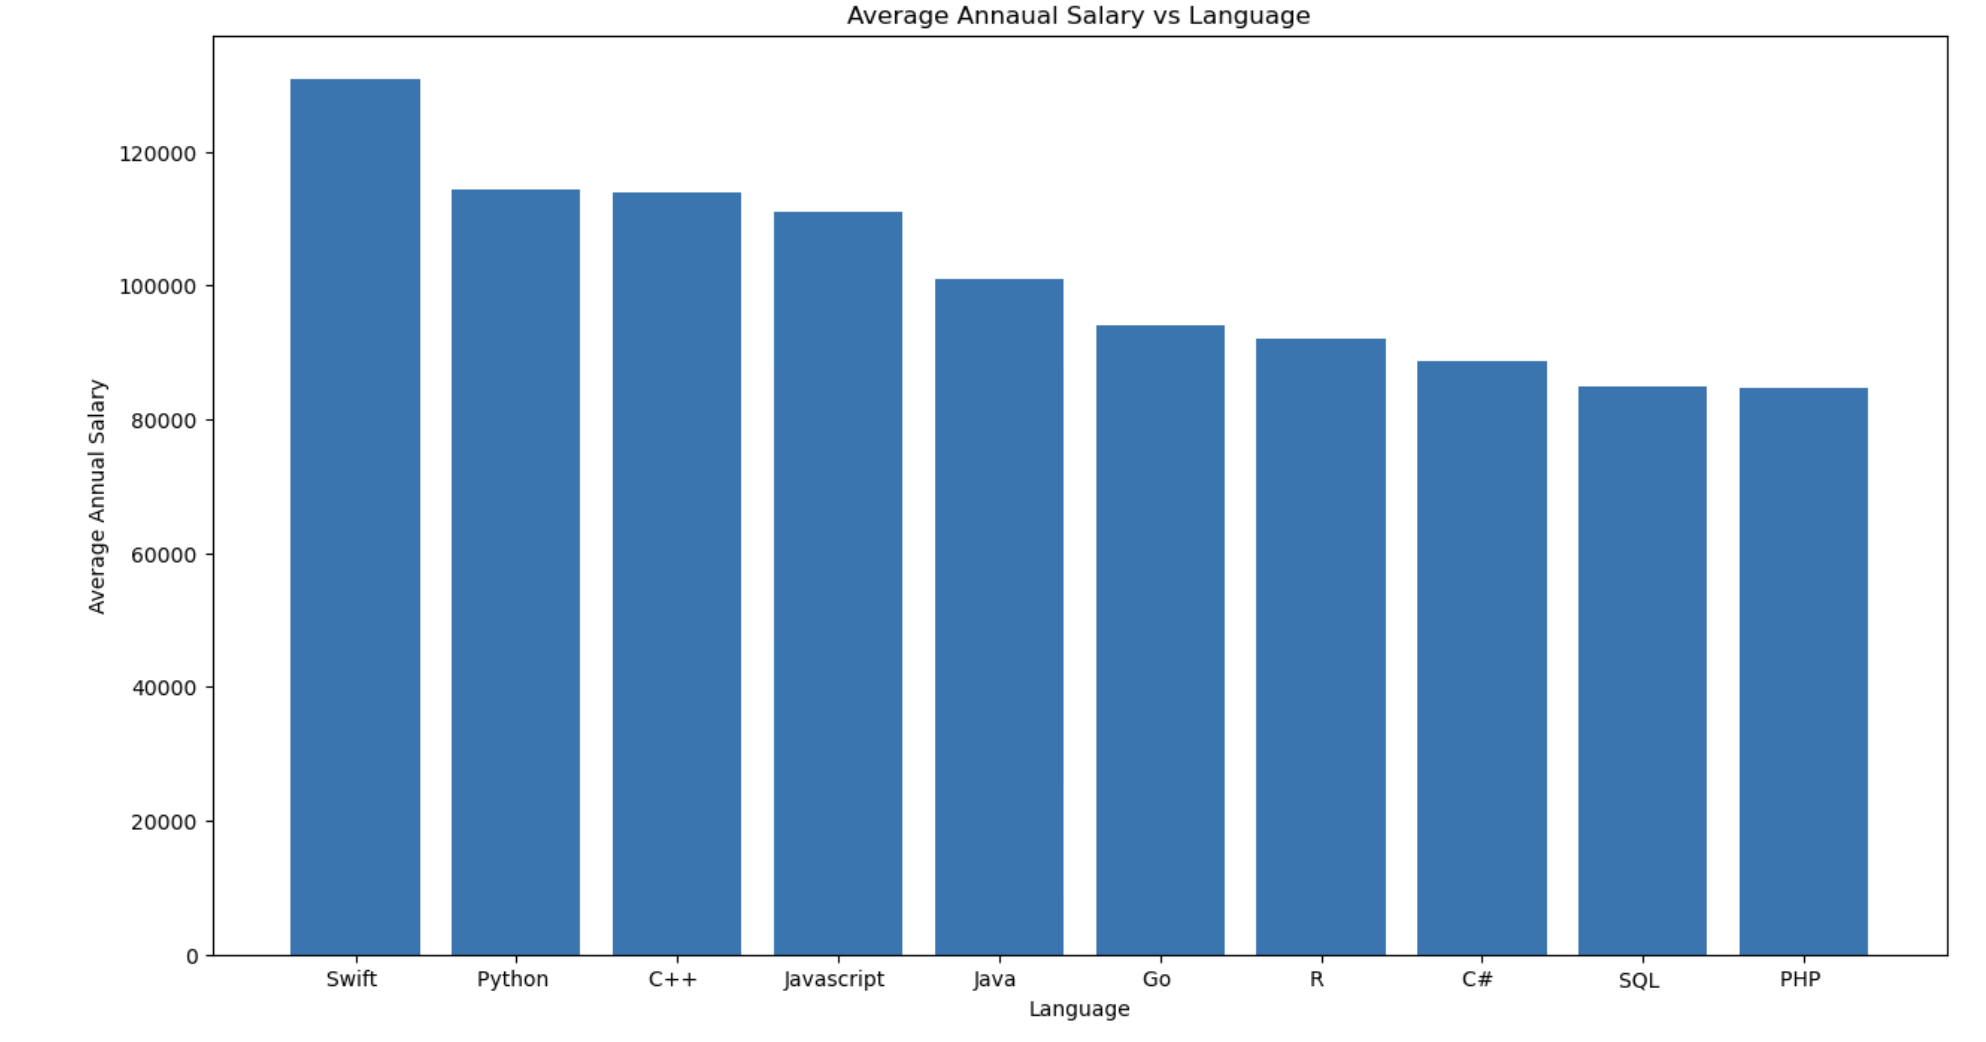 Average Annaual Salary vs Language
Average Annual Salary
120000
100000
80000
60000
40000
20000
0
Swift Python C++ Javascript Java Go R C# SQL PHP
Language